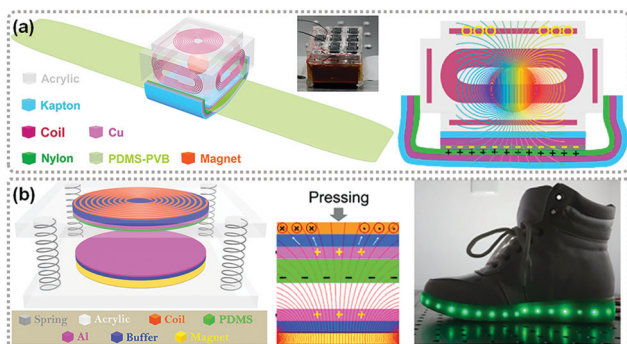 (a)
Acrylic
Kapton
Coil Cu
Nylon PDMS-PVB Magnet
(b)
Pressing
Spring Acrylic Coil PDMS
Al Buffer Magnet